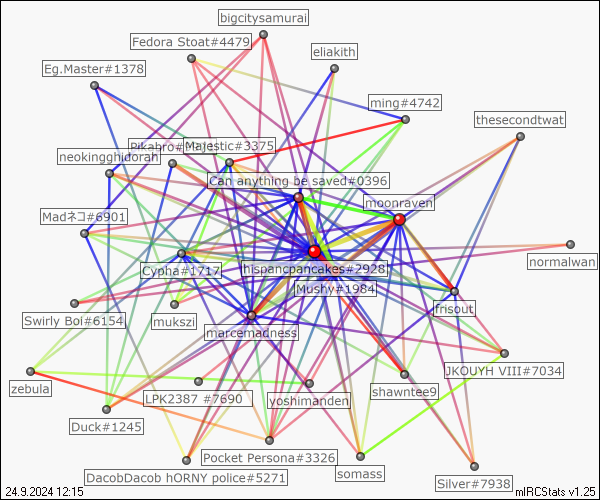 bigcitysamurai
Fedora Stoat#4479
eliakith
Eg.Master#1378
ming#4742
thesecondtwat
Majestic#3375
neokingghidorah
Can anything be saved#0396
moonraven
Madネコ#6901
normalwan
Cypha#1717
hispancpancakes#2928
Mushy#1984
frisout
Swirly Boi#6154
mukszi
marcemadness
JKOUYH VIII#7034
zebula
LPK2387 #7690
yoshimanden
shawntee9
Duck#1245
Pocket Persona#3326
somass
DacobDacob hORNY police#5271
Silver#7938
24.9.2024 12:15
mIRCStats v1.25